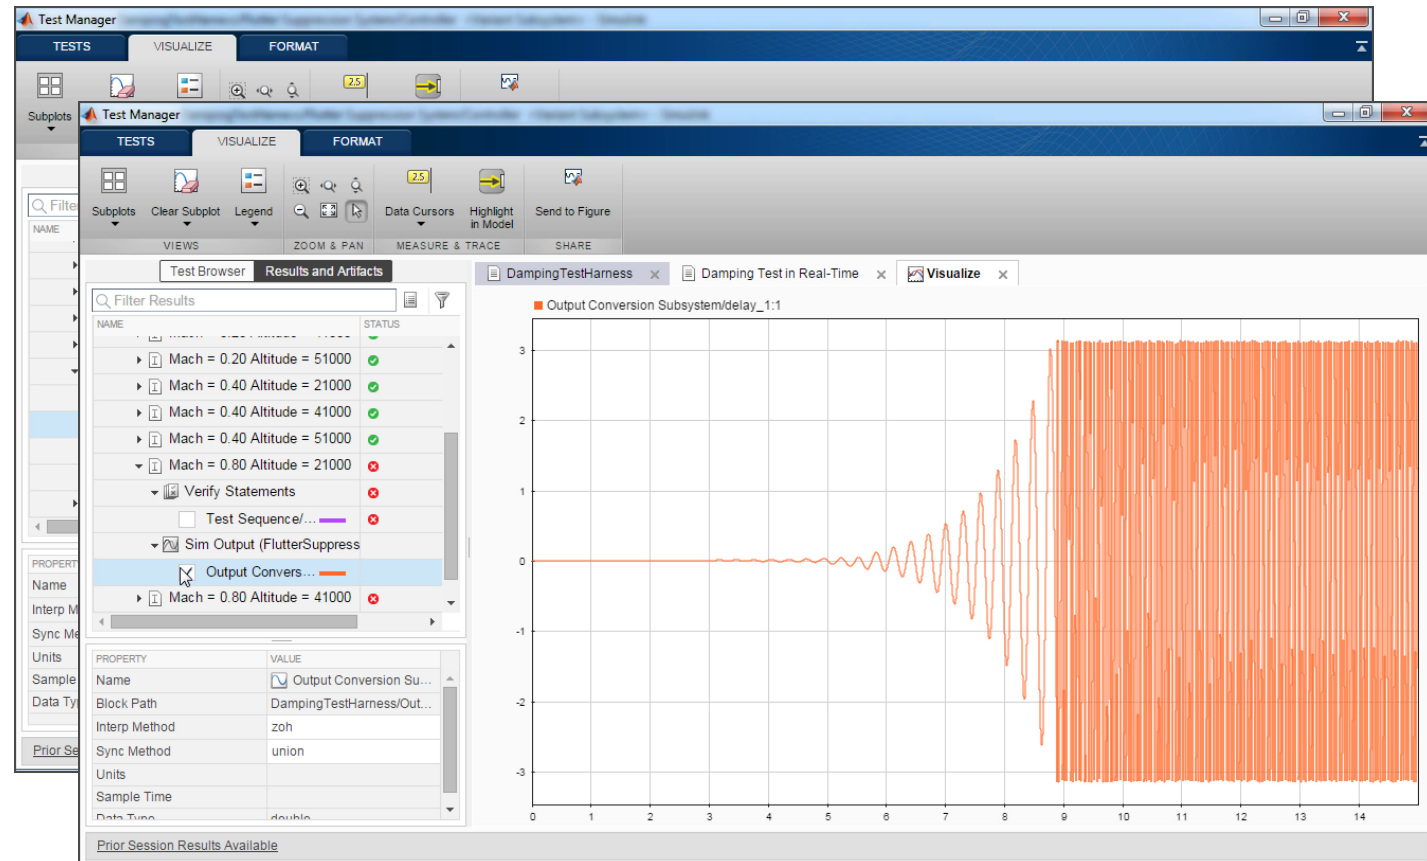 Test Manager
TESTS VISUALIZE FORMAT
2.5
Subplots
Filte
NAME
PROPERT
Name
Interp M
Sync Me
Units
Sample
Data Ty
Prior Se
Test Manager
TESTS VISUALIZE FORMAT
2.5
Subplots Clear Subplot Legend Data Cursors Highlight in Model Send to Figure
VIEWS ZOOM & PAN MEASURE & TRACE SHARE
Test Browser Results and Artifacts
Filter Results
NAME STATUS
Mach = 0.20 Altitude = 51000
Mach = 0.40 Altitude = 21000
Mach = 0.40 Altitude = 41000
Mach = 0.40 Altitude = 51000
Mach = 0.80 Altitude = 21000
Verify Statements
Test Sequence/...
Sim Output (FlutterSuppress
Output Convers...
Mach = 0.80 Altitude = 41000
PROPERTY VALUE
Name Output Conversion Su...
Block Path DampingTestHarness/Out...
Interp Method zoh
Sync Method union
Units
Sample Time
Data Type double
Prior Session Results Available
DampingTestHarness Damping Test in Real-Time Visualize
Output Conversion Subsystem/delay_1:1
3
2
1
0
-1
-2
-3
0 1 2 3 4 5 6 7 8 9 10 11 12 13 14